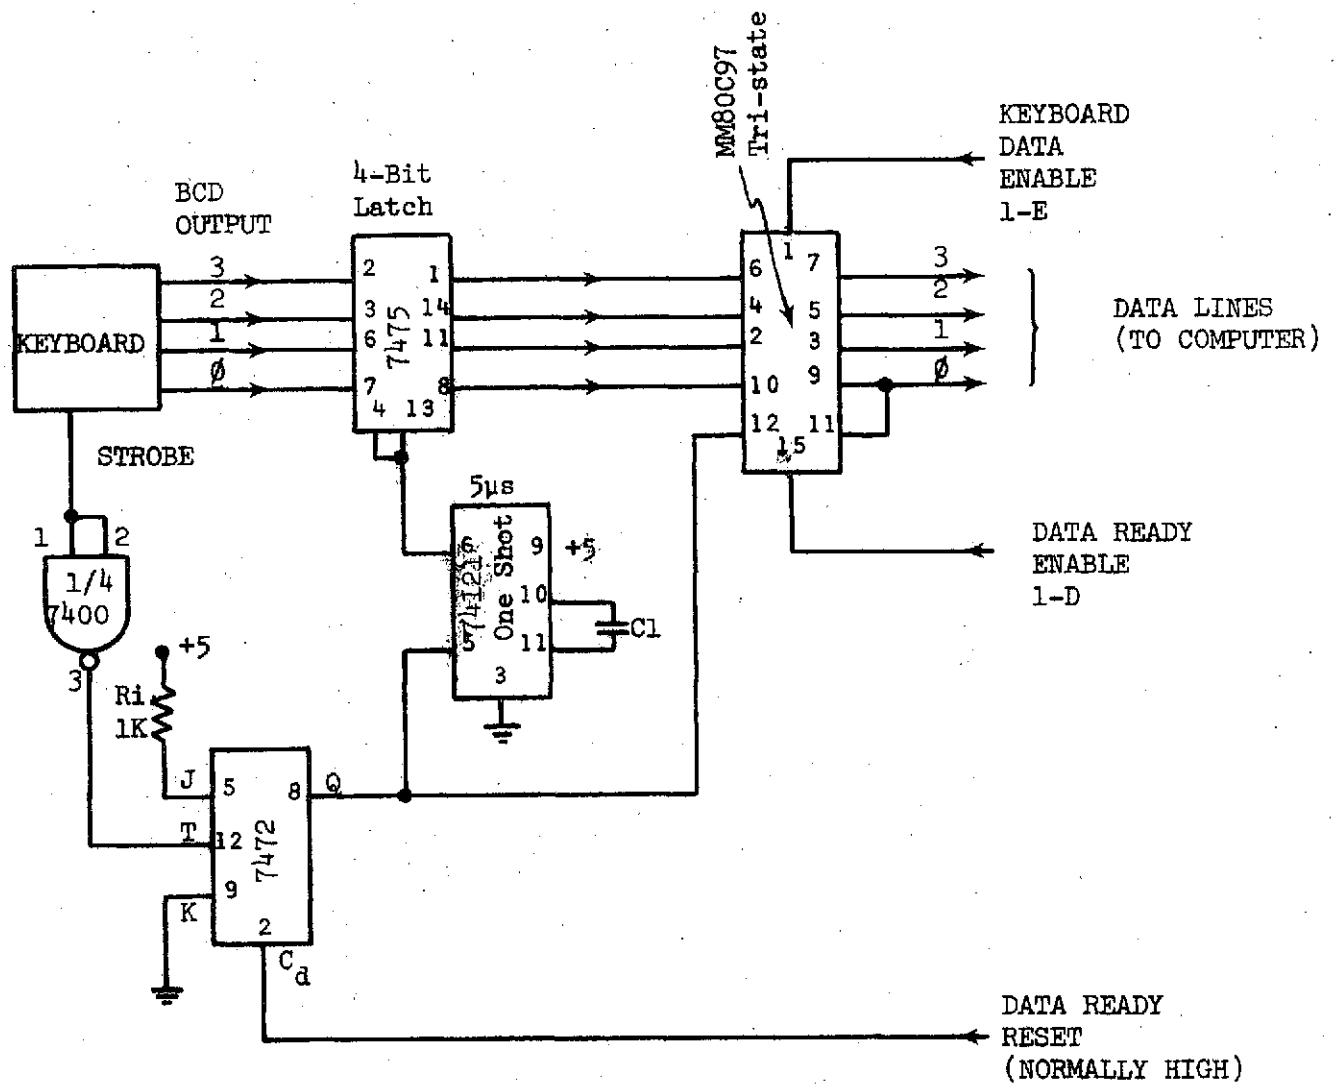 MM80C97
Tri-state
KEYBOARD
DATA
ENABLE
1-E
4-Bit
Latch
BCD
OUTPUT
3
2
1
Ø
KEYBOARD
2
3
6
7
4
13
1
14
11
8
7475
6
4
2
10
12
1
7
5
3
9
11
15
3
2
1
Ø
DATA LINES
(TO COMPUTER)
STROBE
1
2
1/4
7400
3
5µs
6
5
74121
One Shot
9
10
11
3
+5
C1
DATA READY
ENABLE
1-D
+5
Ri
1K
J
T
K
5
12
9
2
8
7472
Q
C
d
DATA READY
RESET
(NORMALLY HIGH)